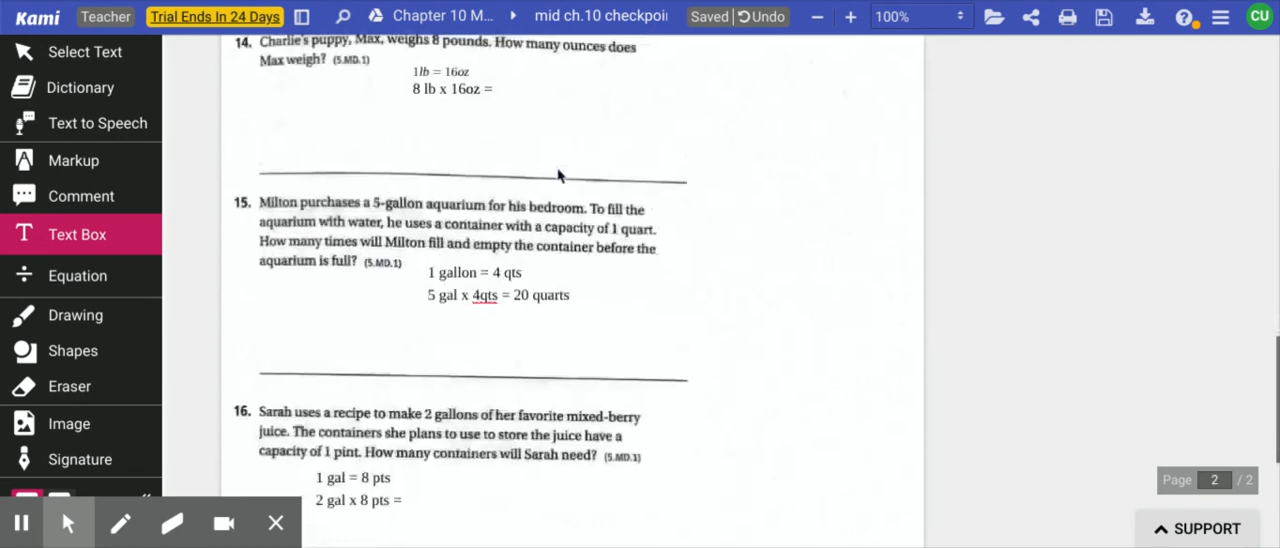 Kami Teacher Trial Ends In 24 Days Chapter 10 M... mid ch.10 checkpoi Saved Undo 100% CU
Select Text
Dictionary
Text to Speech
Markup
Comment
Text Box
Equation
Drawing
Shapes
Eraser
Image
Signature
14. Charlie's puppy, Max, weighs 8 pounds. How many ounces does
Max weigh? (5.MD.1)
1lb = 16oz
8 lb x 16oz =
15. Milton purchases a 5-gallon aquarium for his bedroom. To fill the
aquarium with water, he uses a container with a capacity of 1 quart.
How many times will Milton fill and empty the container before the
aquarium is full? (5.MD.1)
1 gallon = 4 qts
5 gal x 4qts = 20 quarts
16. Sarah uses a recipe to make 2 gallons of her favorite mixed-berry
juice. The containers she plans to use to store the juice have a
capacity of 1 pint. How many containers will Sarah need? (5.MD.1)
1 gal = 8 pts
2 gal x 8 pts =
Page 2 / 2
SUPPORT